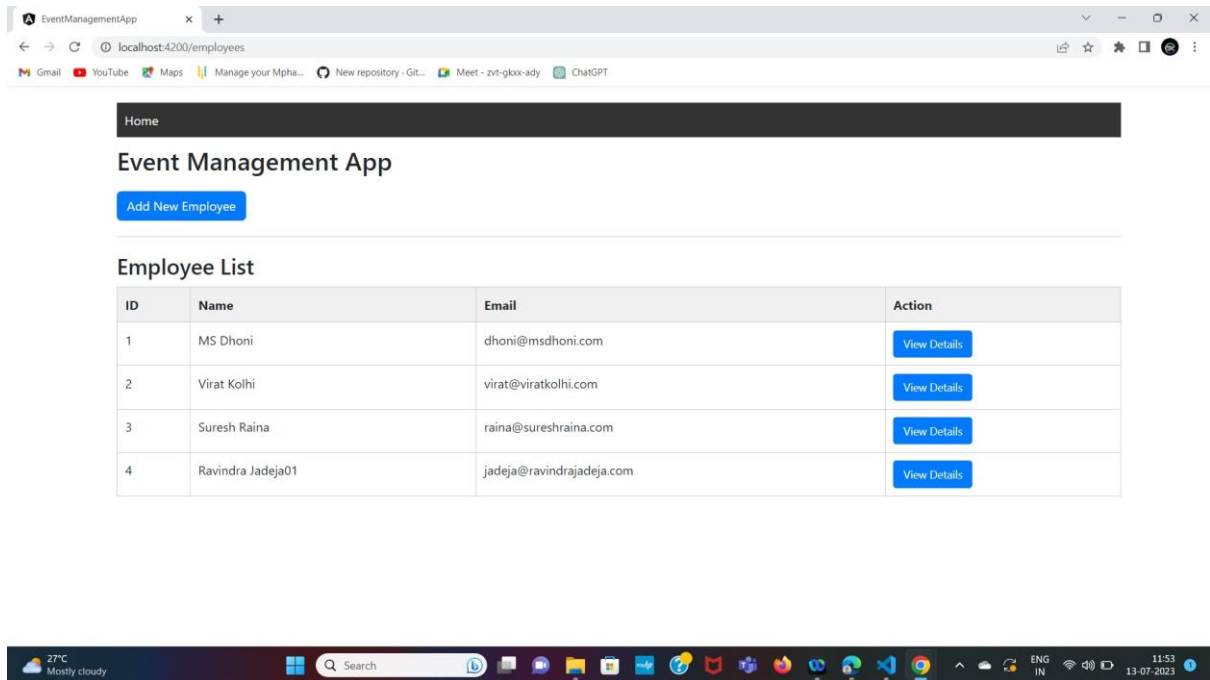 EventManagementApp
localhost:4200/employees
Gmail YouTube Maps Manage your Mpha... New repository · Git... Meet - zvt-gkxx-ady ChatGPT
Home
Event Management App
Add New Employee
Employee List
ID Name Email Action
1 MS Dhoni dhoni@msdhoni.com View Details
2 Virat Kolhi virat@viratkolhi.com View Details
3 Suresh Raina raina@sureshraina.com View Details
4 Ravindra Jadeja01 jadeja@ravindrajadeja.com View Details
27°C
Mostly cloudy
Search
ENG
IN
11:53
13-07-2023
1